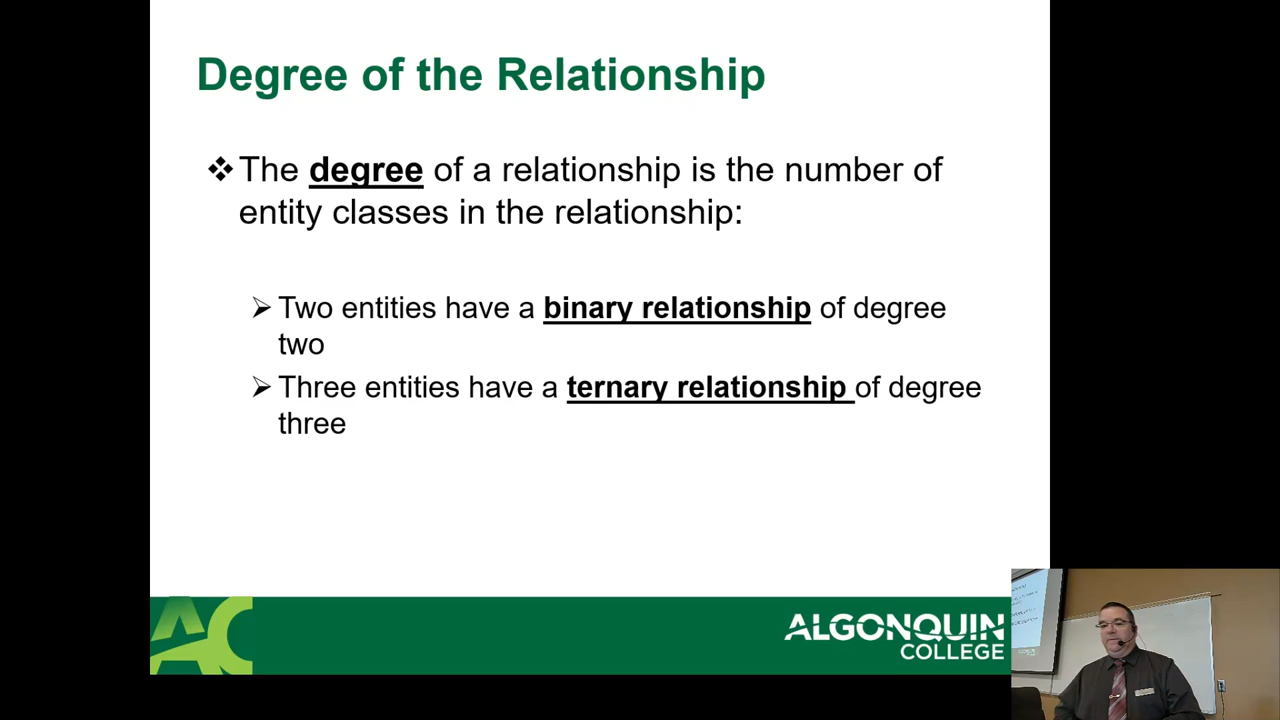 Degree of the Relationship
❖ The degree of a relationship is the number of
entity classes in the relationship:
➢ Two entities have a binary relationship of degree
two
➢ Three entities have a ternary relationship of degree
three
AC
ALGONQUIN
COLLEGE